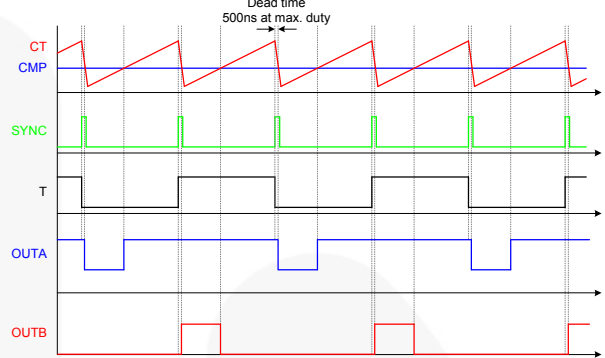 Dead time
500ns at max. duty
CT
CMP
SYNC
T
OUTA
OUTB